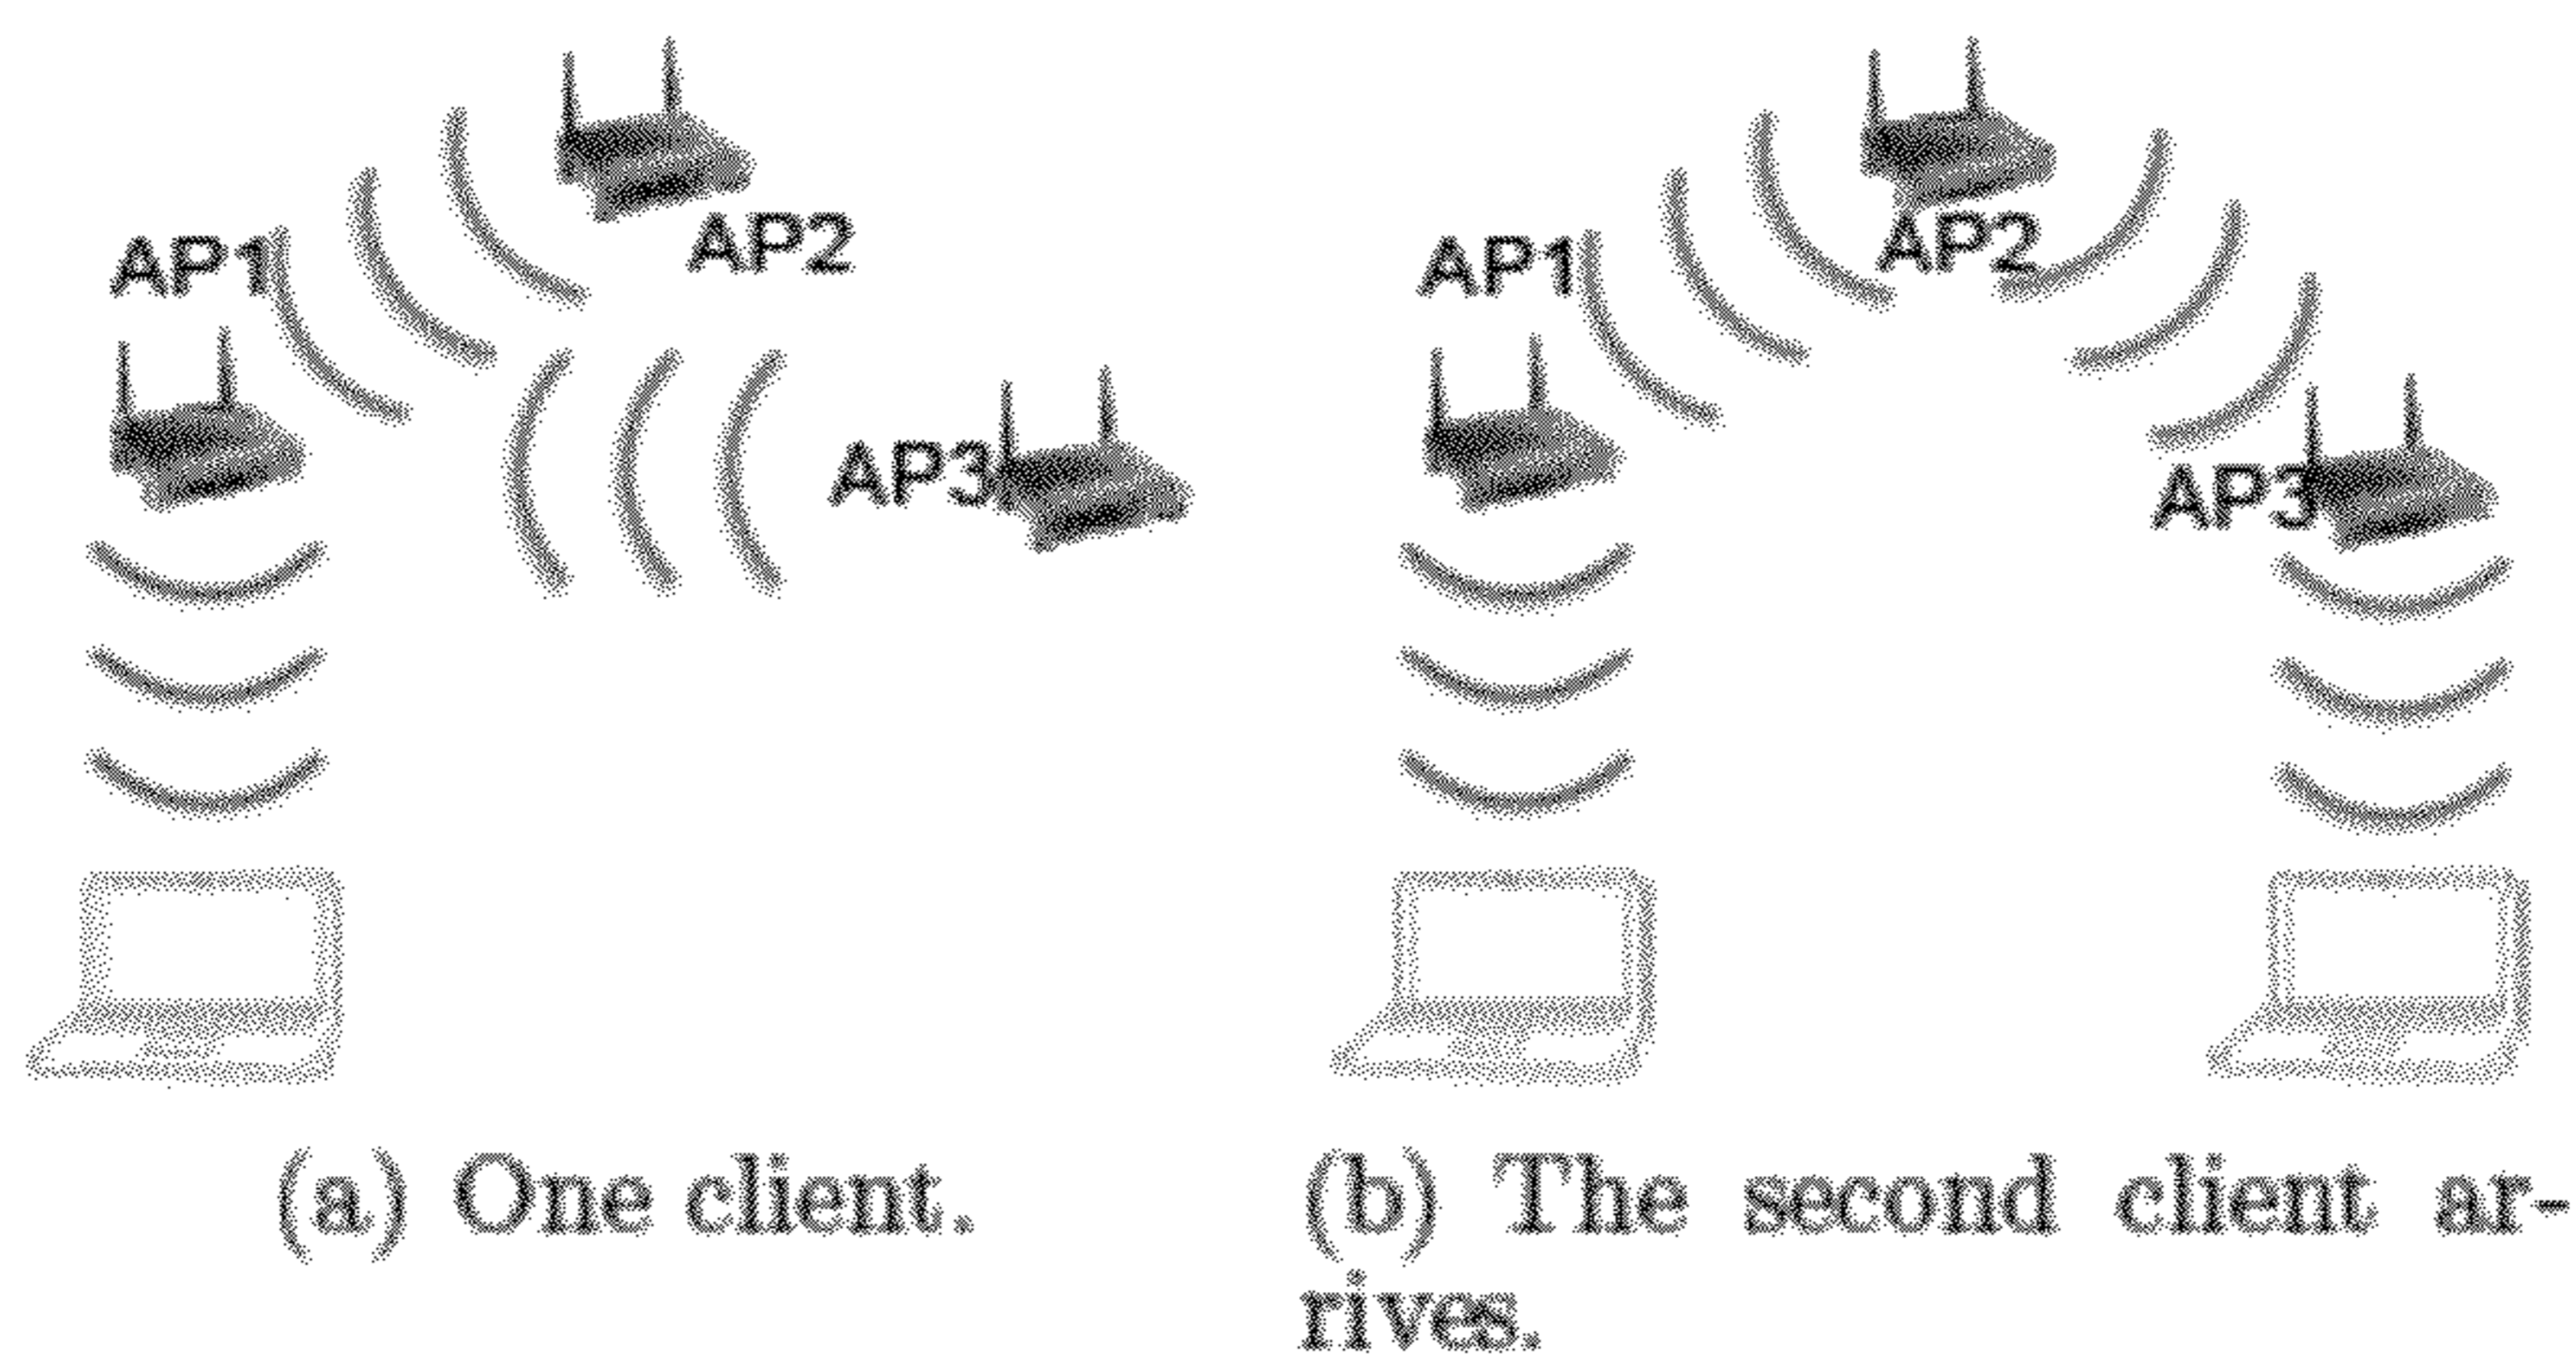 AP1
AP2
AP3
(a) One client.
AP1
AP2
AP3
(b) The second client ar-
rives.